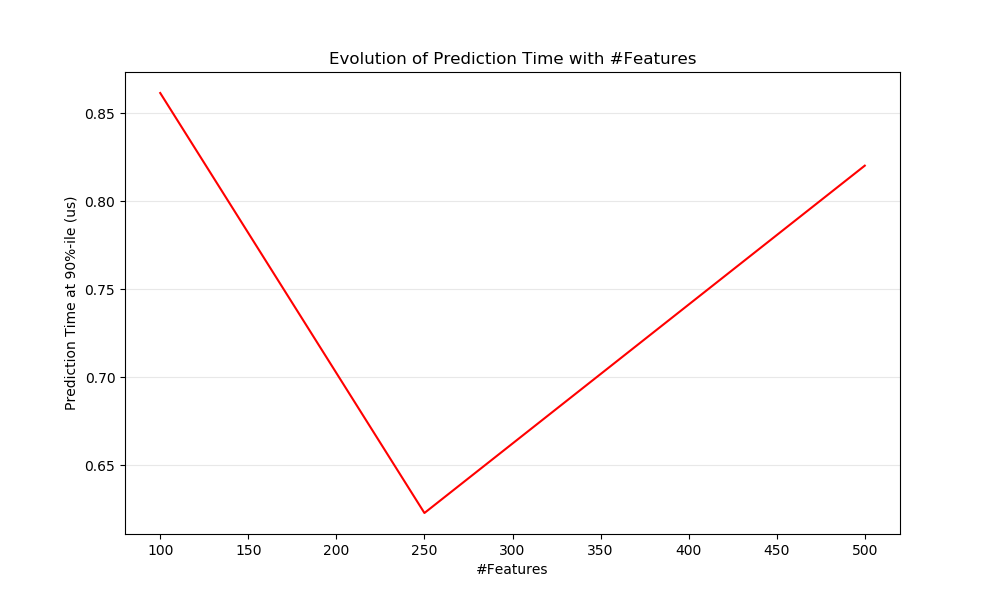 Evolution of Prediction Time with #Features
Prediction Time at 90%-ile (us)
0.85
0.80
0.75
0.70
0.65
100 150 200 250 300 350 400 450 500
#Features